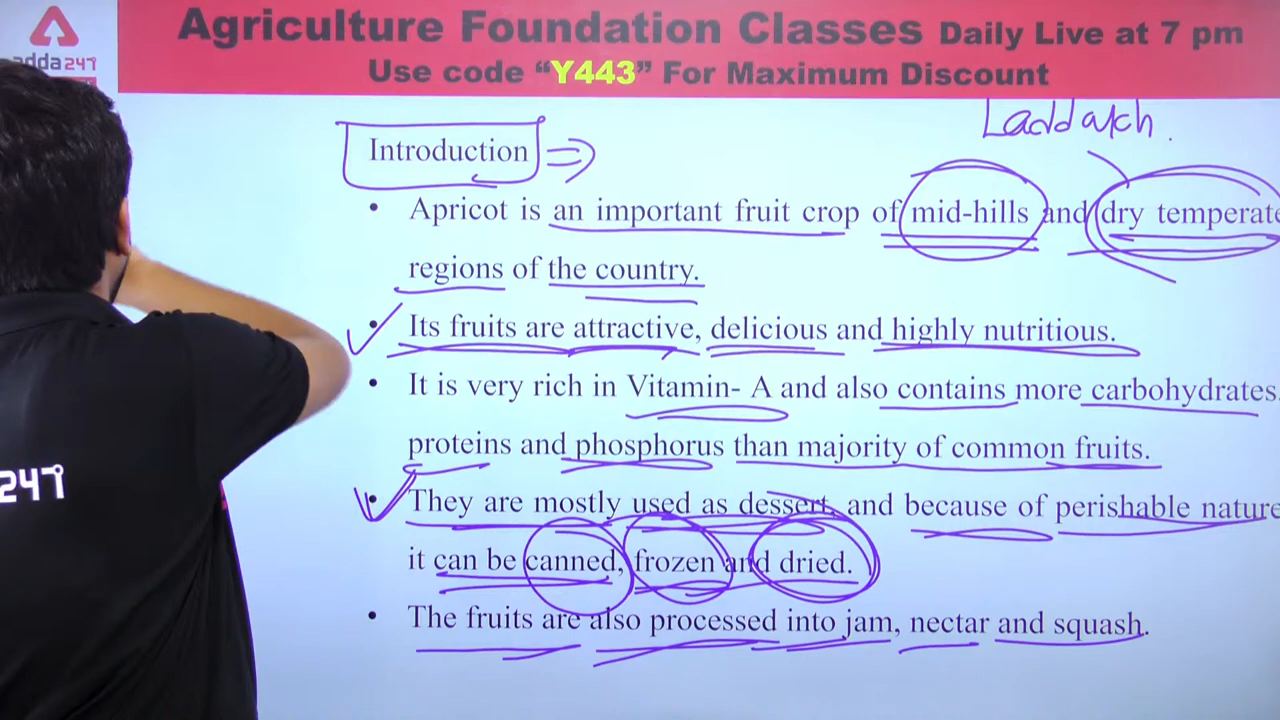 Agriculture Foundation Classes Daily Live at 7 pm
adda247
Use code "Y443" For Maximum Discount
Laddakh.
Introduction ⇒
• Apricot is an important fruit crop of mid-hills and dry temperate
regions of the country.
• Its fruits are attractive, delicious and highly nutritious.
• It is very rich in Vitamin- A and also contains more carbohydrates,
proteins and phosphorus than majority of common fruits.
• They are mostly used as dessert, and because of perishable nature
it can be canned, frozen and dried.
• The fruits are also processed into jam, nectar and squash.
247